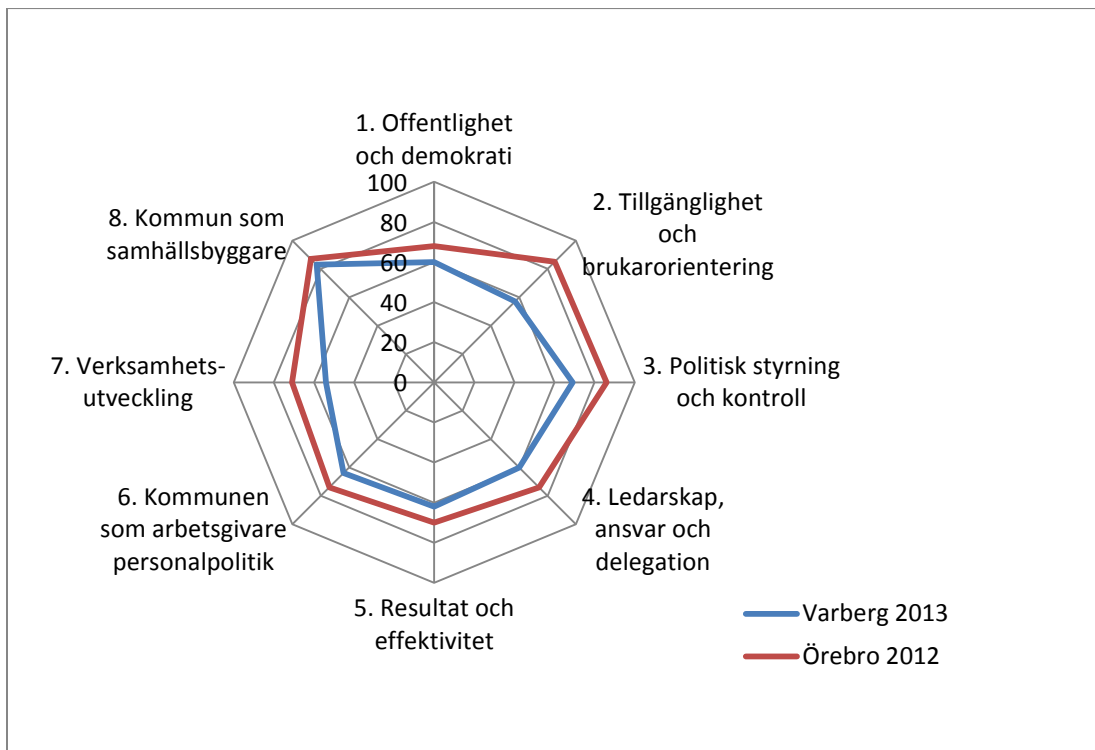 1. Offentlighet
och demokrati
100
80
60
40
20
0
2. Tillgänglighet
och
brukarorientering
3. Politisk styrning
och kontroll
4. Ledarskap,
ansvar och
delegation
5. Resultat och
effektivitet
6. Kommunen
som arbetsgivare
personalpolitik
7. Verksamhets-
utveckling
8. Kommun som
samhällsbyggare
Varberg 2013
Örebro 2012